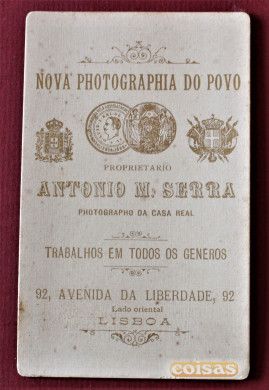 NOVA PHOTOGRAPHIA DO POVO
PROPRIETARIO
ANTONIO M. SERRA
PHOTOGRAPHO DA CASA REAL
TRABALHOS EM TODOS OS GENEROS
92, AVENIDA DA LIBERDADE, 92
Lado oriental
LISBOA
coisas